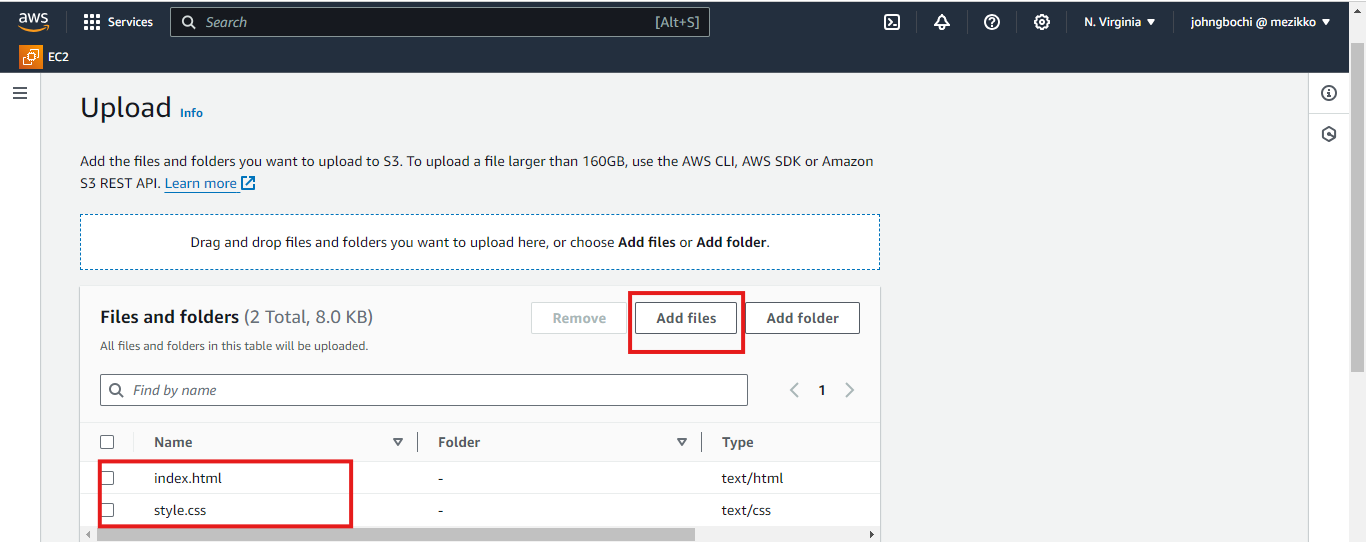 aws Services Search [Alt+S] N. Virginia johngbochi @ mezikko
EC2
Upload Info
Add the files and folders you want to upload to S3. To upload a file larger than 160GB, use the AWS CLI, AWS SDK or Amazon
S3 REST API. Learn more
Drag and drop files and folders you want to upload here, or choose Add files or Add folder.
Files and folders (2 Total, 8.0 KB) Remove Add files Add folder
All files and folders in this table will be uploaded.
Find by name 1
Name Folder Type
index.html - text/html
style.css - text/css